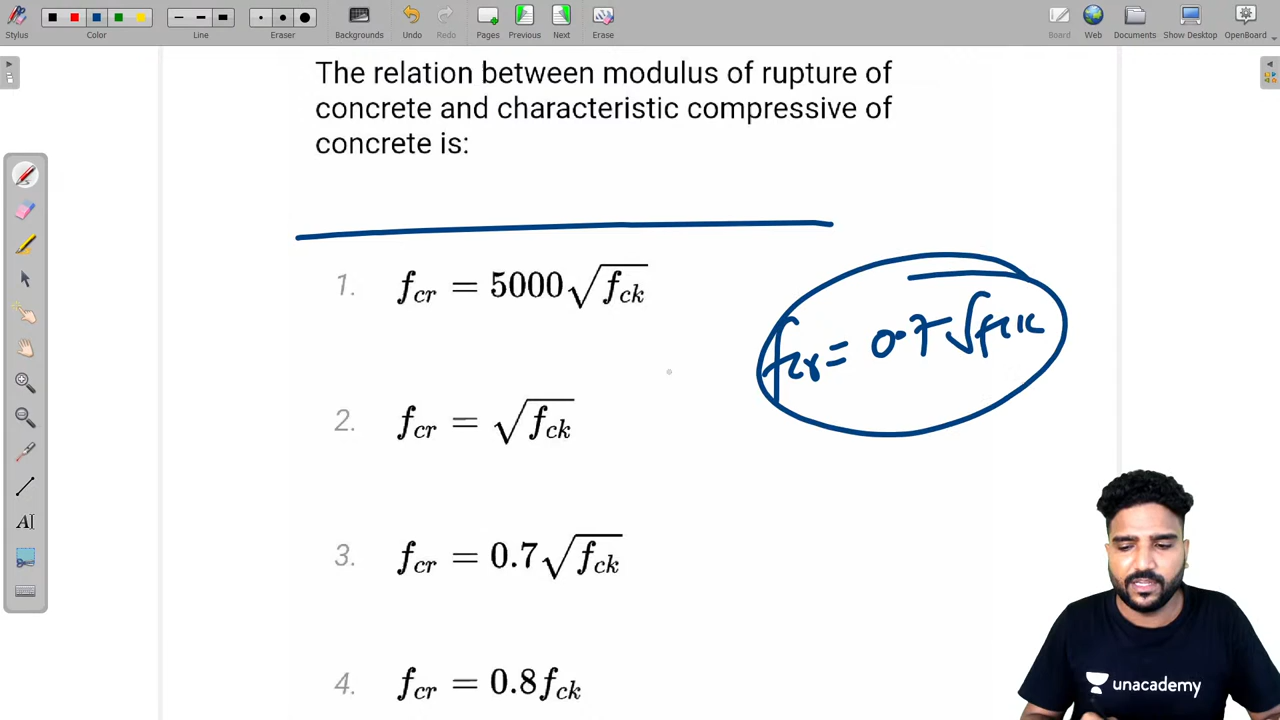 Stylus
Color
Line
Eraser
Backgrounds
Undo
Redo
Pages
Previous
Next
Erase
Board
Web
Documents
Show Desktop
OpenBoard
The relation between modulus of rupture of
concrete and characteristic compressive of
concrete is:
1. f_cr = 5000√f_ck
fcr = 0.7√fck
2. f_cr = √f_ck
3. f_cr = 0.7√f_ck
4. f_cr = 0.8f_ck
AI
unacademy